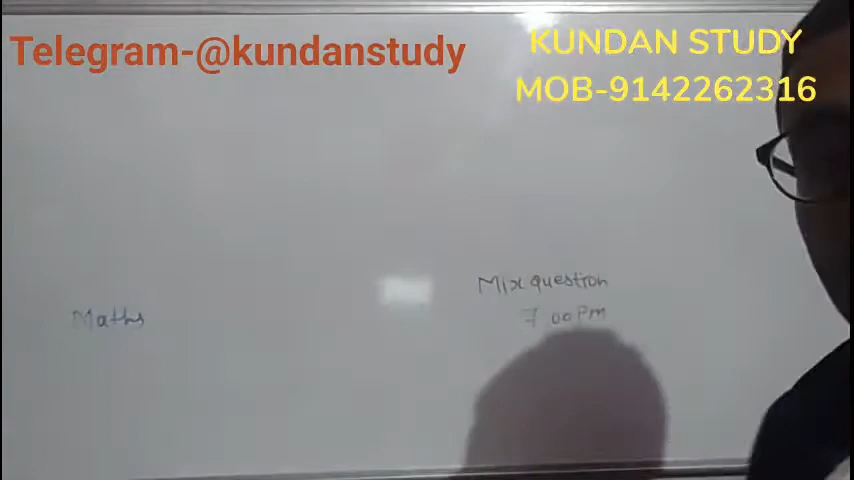 Telegram-@kundanstudy
KUNDAN STUDY
MOB-9142262316
Mix question
7 00 Pm
Maths